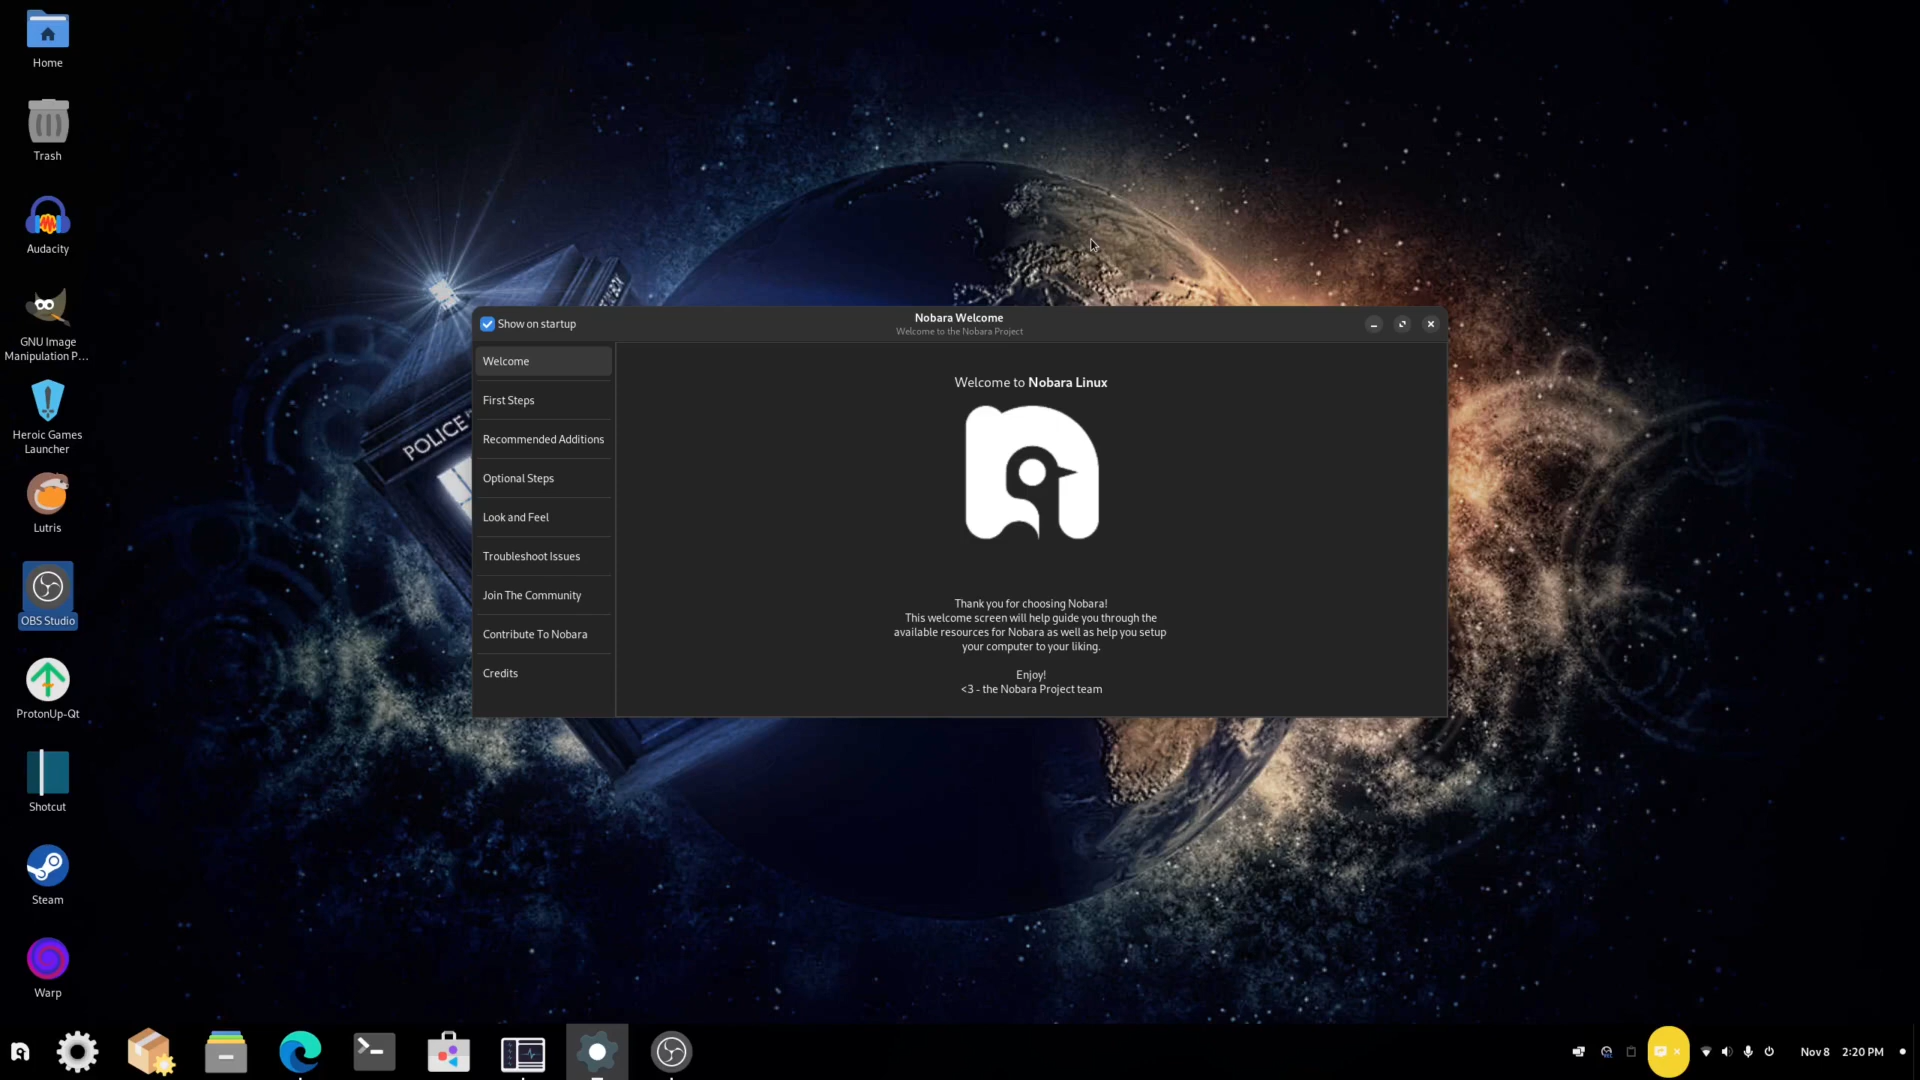 Home
Trash
Audacity
GNU Image
Manipulation P...
Heroic Games
Launcher
Lutris
OBS Studio
ProtonUp-Qt
Shotcut
Steam
Warp
POLICE
Show on startup
Nobara Welcome
Welcome to the Nobara Project
Welcome
First Steps
Recommended Additions
Optional Steps
Look and Feel
Troubleshoot Issues
Join The Community
Contribute To Nobara
Credits
Welcome to Nobara Linux
Thank you for choosing Nobara!
This welcome screen will help guide you through the
available resources for Nobara as well as help you setup
your computer to your liking.
Enjoy!
<3 - the Nobara Project team
Nov 8 2:20 PM